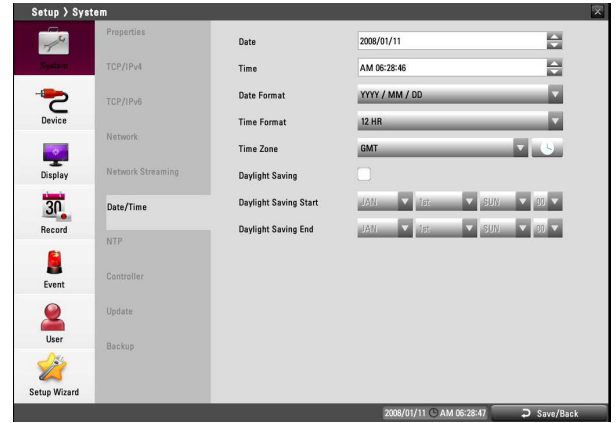 Setup > System
System
Device
Display
30
Record
Event
User
Setup Wizard
Properties
TCP/IPv4
TCP/IPv6
Network
Network Streaming
Date/Time
NTP
Controller
Update
Backup
Date 2008/01/11
Time AM 06:28:46
Date Format YYYY / MM / DD
Time Format 12 HR
Time Zone GMT
Daylight Saving
Daylight Saving Start JAN 1st SUN 00
Daylight Saving End JAN 1st SUN 00
2008/01/11 AM 06:28:47 Save/Back